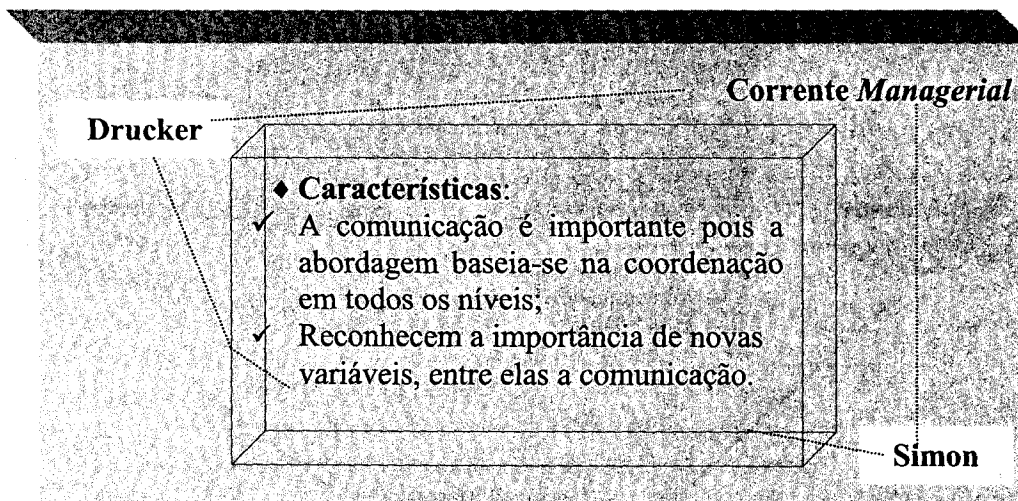 Corrente Managerial
Drucker
♦ Características:
✓ A comunicação é importante pois a
abordagem baseia-se na coordenação
em todos os níveis;
✓ Reconhecem a importância de novas
variáveis, entre elas a comunicação.
Simon